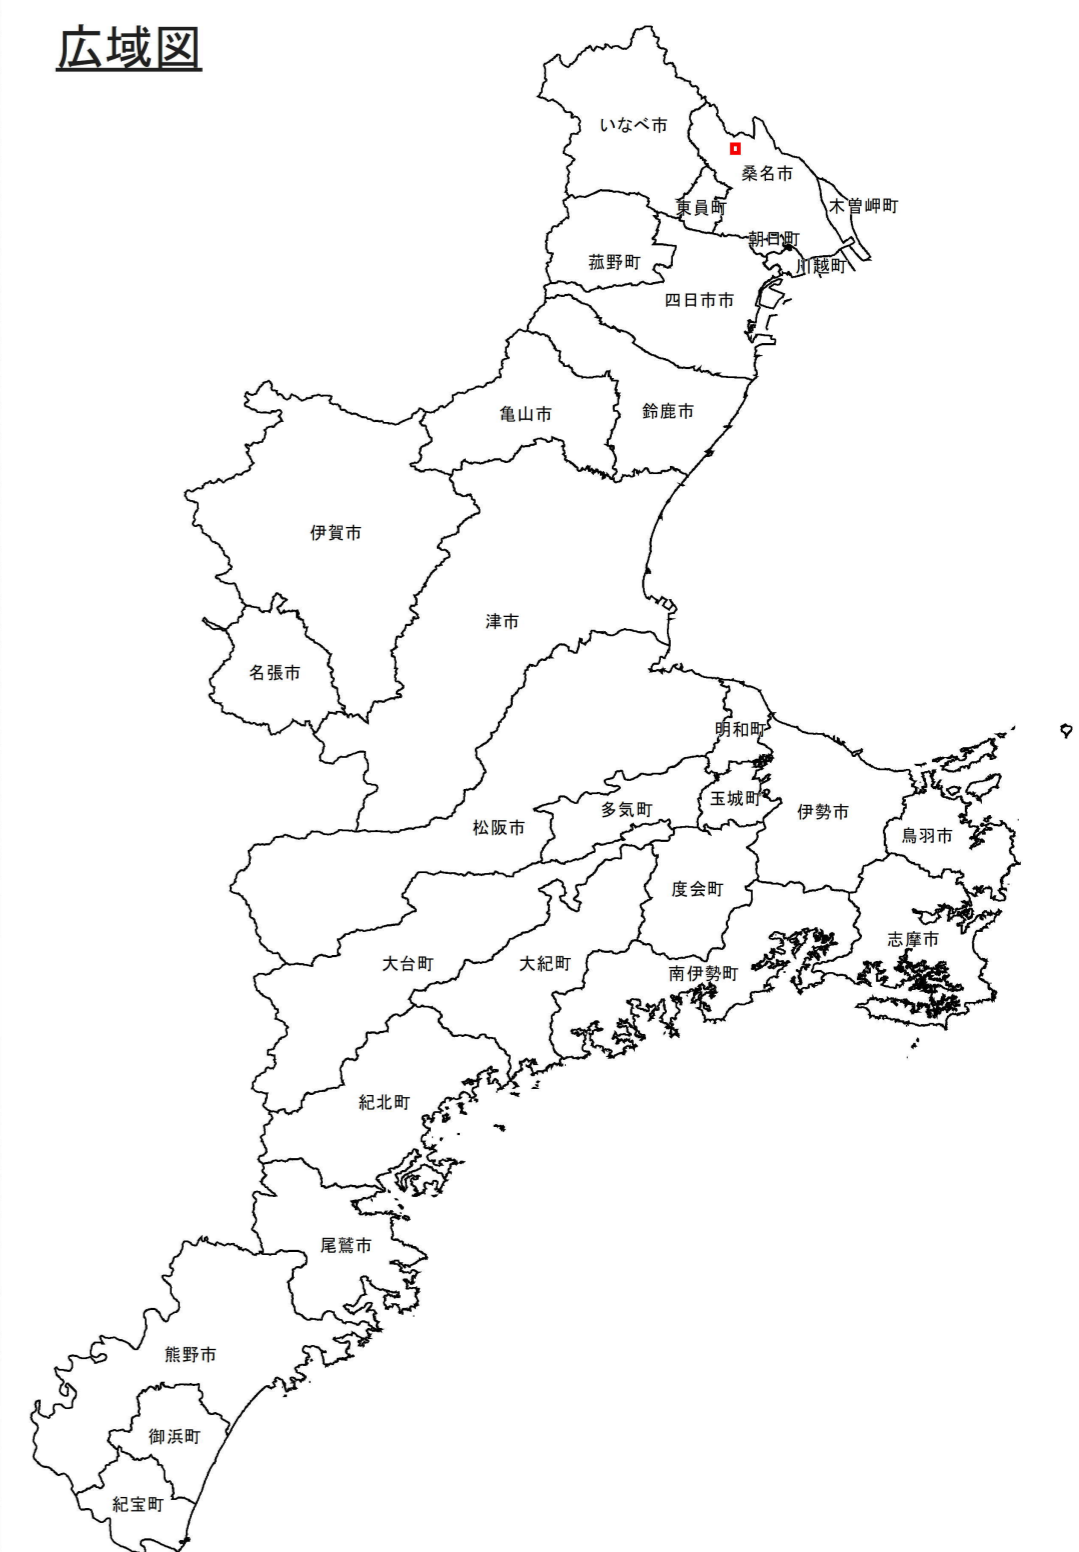 広域図
いなべ市
桑名市
東員町
木曽岬町
朝日町
菰野町
川越町
四日市市
亀山市
鈴鹿市
伊賀市
津市
名張市
明和町
玉城町
多気町
伊勢市
松阪市
鳥羽市
度会町
志摩市
大台町
大紀町
南伊勢町
紀北町
尾鷲市
熊野市
御浜町
紀宝町